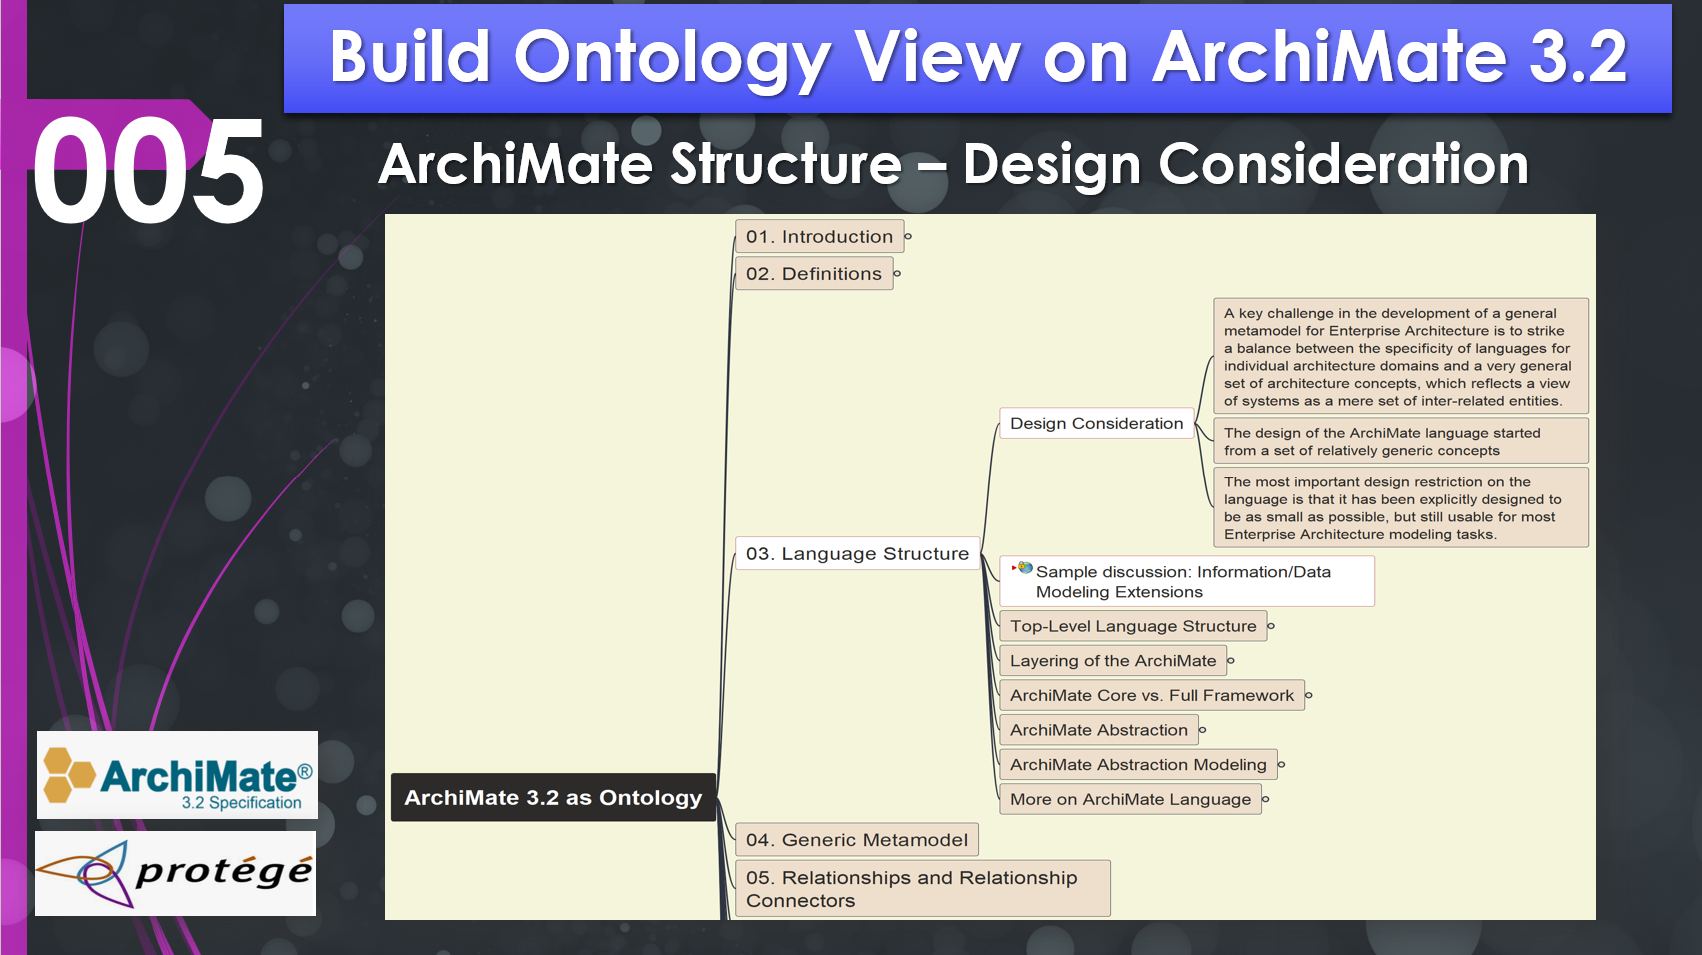 Build Ontology View on ArchiMate 3.2
005
ArchiMate Structure – Design Consideration
01. Introduction
02. Definitions
A key challenge in the development of a general
metamodel for Enterprise Architecture is to strike
a balance between the specificity of languages for
individual architecture domains and a very general
set of architecture concepts, which reflects a view
of systems as a mere set of inter-related entities.
Design Consideration
The design of the ArchiMate language started
from a set of relatively generic concepts
The most important design restriction on the
language is that it has been explicitly designed to
be as small as possible, but still usable for most
Enterprise Architecture modeling tasks.
03. Language Structure
Sample discussion: Information/Data
Modeling Extensions
Top-Level Language Structure
Layering of the ArchiMate
ArchiMate Core vs. Full Framework
ArchiMate Abstraction
ArchiMate Abstraction Modeling
More on ArchiMate Language
ArchiMate 3.2 as Ontology
04. Generic Metamodel
05. Relationships and Relationship
Connectors
ArchiMate®
3.2 Specification
protégé